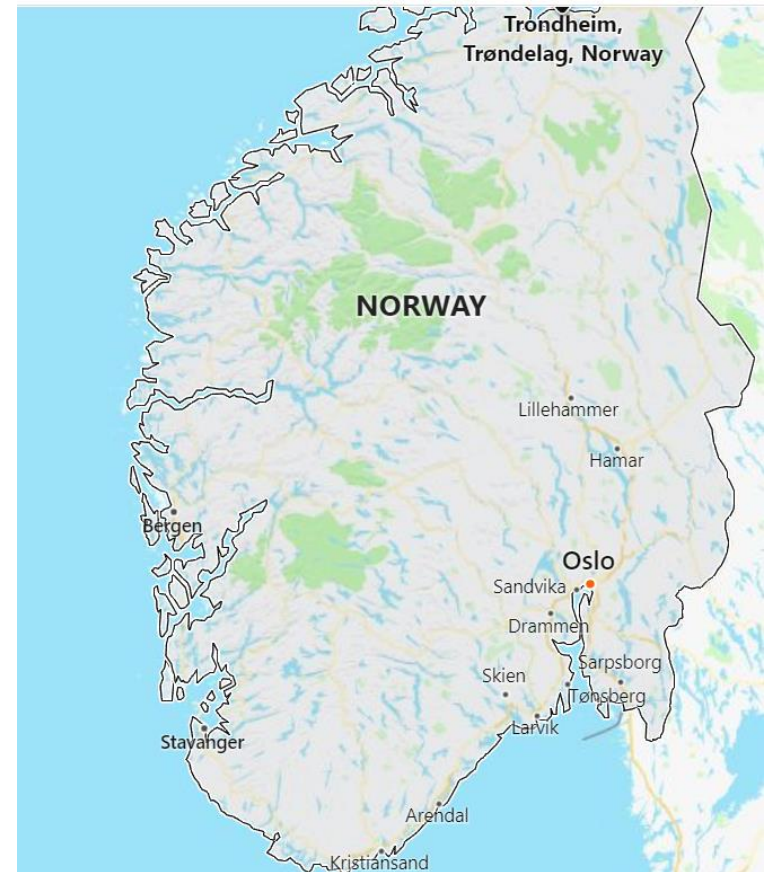 Trondheim,
Trøndelag, Norway
NORWAY
Lillehammer
Hamar
Bergen
Oslo
Sandvika
Drammen
Sarpsborg
Skien
Tønsberg
Larvik
Stavanger
Arendal
Kristiansand